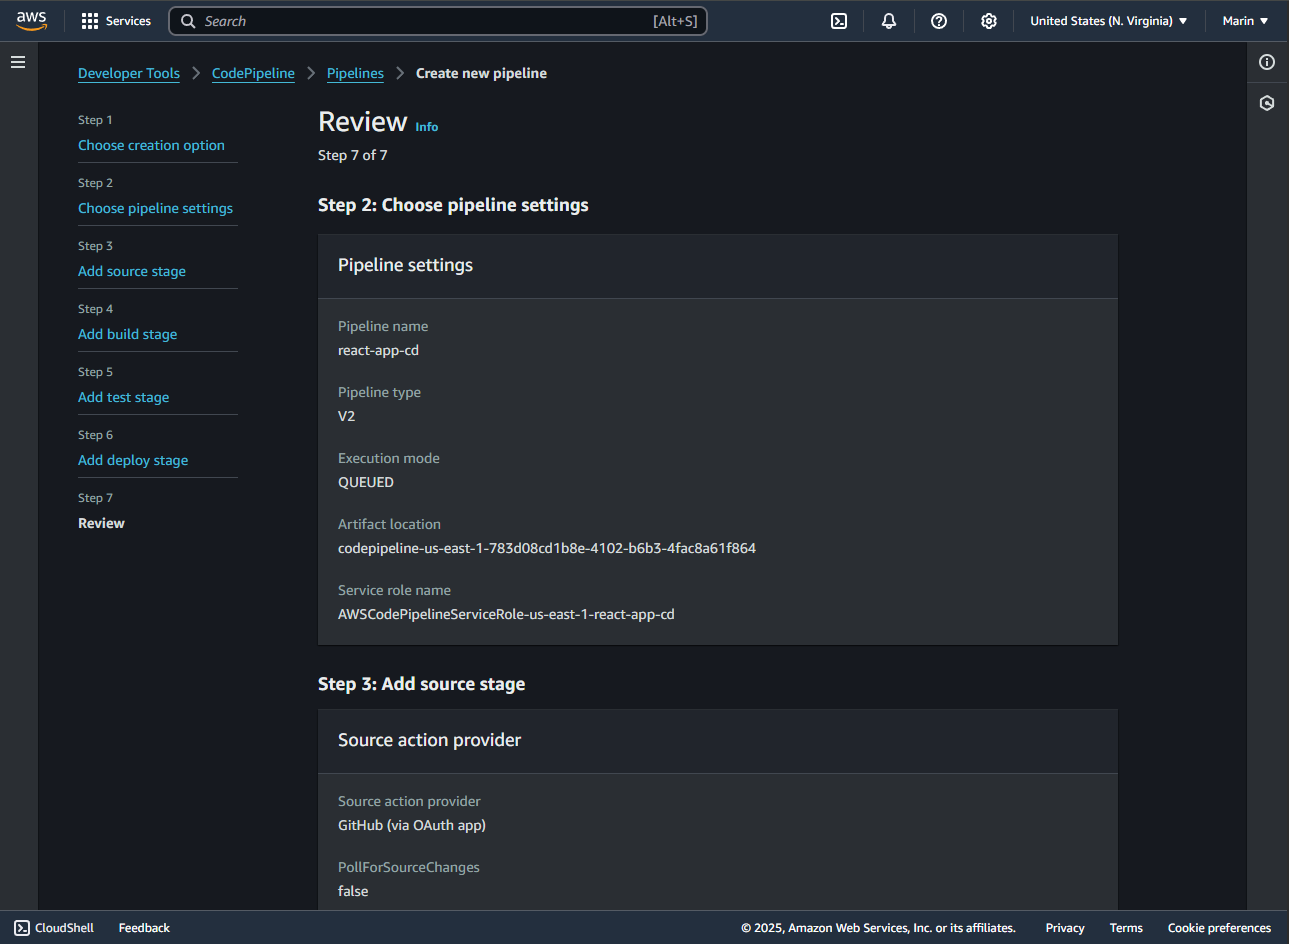 aws Services Search [Alt+S] United States (N. Virginia) Marin
Developer Tools CodePipeline Pipelines Create new pipeline
Step 1
Choose creation option
Step 2
Choose pipeline settings
Step 3
Add source stage
Step 4
Add build stage
Step 5
Add test stage
Step 6
Add deploy stage
Step 7
Review
Review Info
Step 7 of 7
Step 2: Choose pipeline settings
Pipeline settings
Pipeline name
react-app-cd
Pipeline type
V2
Execution mode
QUEUED
Artifact location
codepipeline-us-east-1-783d08cd1b8e-4102-b6b3-4fac8a61f864
Service role name
AWSCodePipelineServiceRole-us-east-1-react-app-cd
Step 3: Add source stage
Source action provider
Source action provider
GitHub (via OAuth app)
PollForSourceChanges
false
CloudShell Feedback © 2025, Amazon Web Services, Inc. or its affiliates. Privacy Terms Cookie preferences